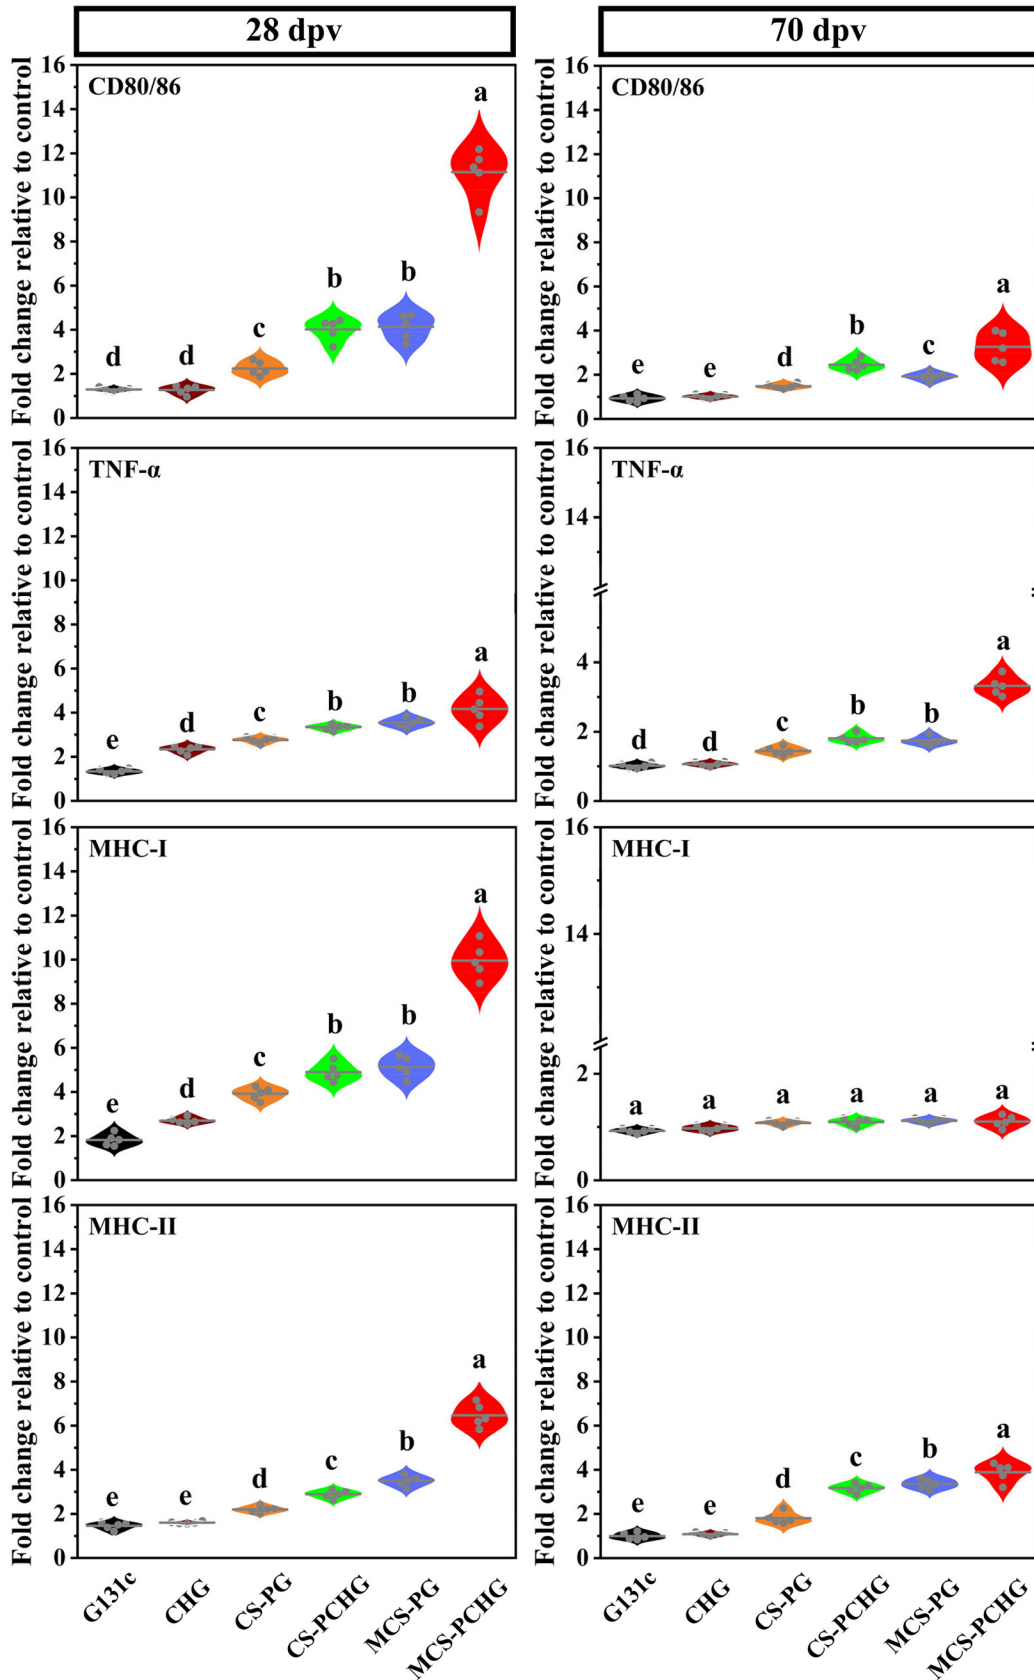 28 dpv
70 dpv
Fold change relative to control
CD80/86
16
14
12
10
8
6
4
2
0
d
d
c
b
b
a
Fold change relative to control
CD80/86
16
14
12
10
8
6
4
2
0
e
e
d
b
c
a
Fold change relative to control
TNF-α
16
14
12
10
8
6
4
2
0
e
d
c
b
b
a
Fold change relative to control
TNF-α
16
14
4
2
0
d
d
c
b
b
a
Fold change relative to control
MHC-I
16
14
12
10
8
6
4
2
0
e
d
c
b
b
a
Fold change relative to control
MHC-I
16
14
2
0
a
a
a
a
a
a
Fold change relative to control
MHC-II
16
14
12
10
8
6
4
2
0
e
e
d
c
b
a
Fold change relative to control
MHC-II
16
14
12
10
8
6
4
2
0
e
e
d
c
b
a
G131c
CHG
CS-PG
CS-PCHG
MCS-PG
MCS-PCHG
G131c
CHG
CS-PG
CS-PCHG
MCS-PG
MCS-PCHG